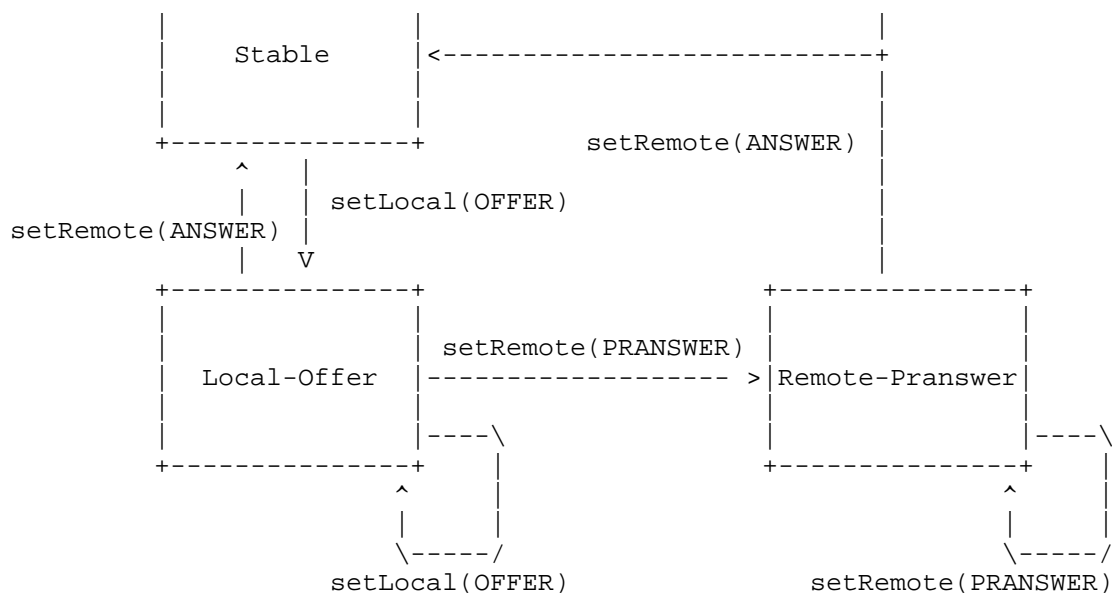 Stable
setRemote(ANSWER)
setLocal(OFFER)
setRemote(ANSWER)
V
setRemote(PRANSWER)
Local-Offer
Remote-Pranswer
setLocal(OFFER)
setRemote(PRANSWER)